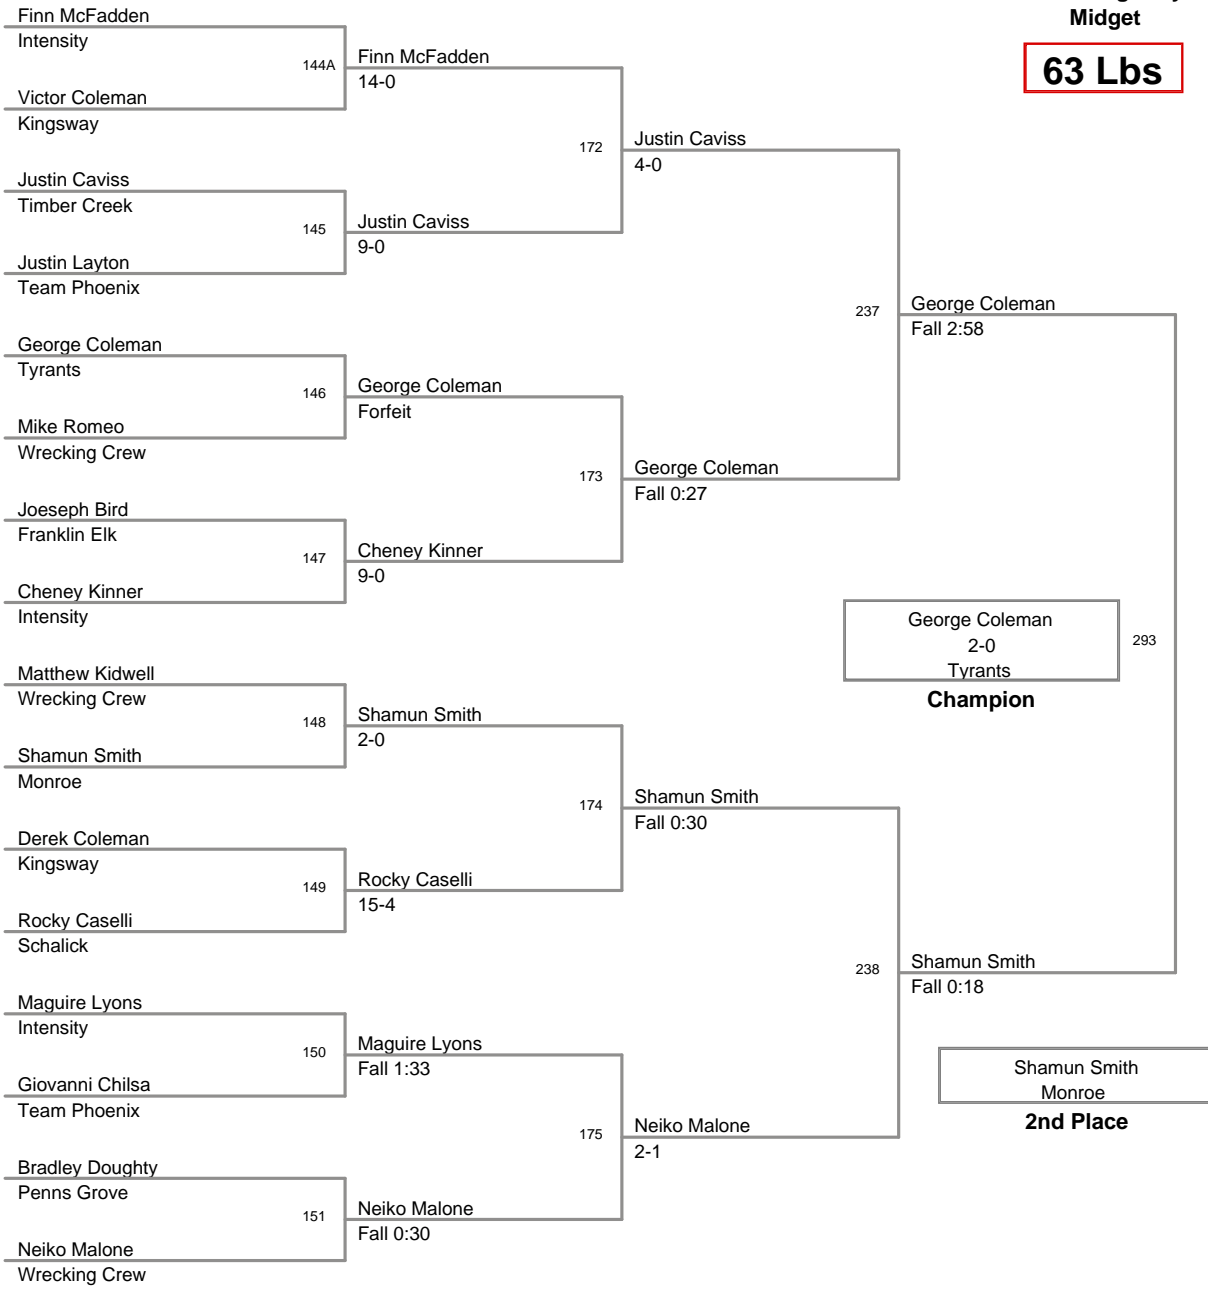 Midget
63 Lbs
Finn McFadden
Intensity
144A
Victor Coleman
Kingsway
Justin Caviss
Timber Creek
145
Justin Layton
Team Phoenix
George Coleman
Tyrants
146
Mike Romeo
Wrecking Crew
Joeseph Bird
Franklin Elk
147
Cheney Kinner
Intensity
Matthew Kidwell
Wrecking Crew
148
Shamun Smith
Monroe
Derek Coleman
Kingsway
149
Rocky Caselli
Schalick
Maguire Lyons
Intensity
150
Giovanni Chilsa
Team Phoenix
Bradley Doughty
Penns Grove
151
Neiko Malone
Wrecking Crew
Finn McFadden
14-0
172
Justin Caviss
9-0
George Coleman
Forfeit
173
Cheney Kinner
9-0
Shamun Smith
2-0
174
Rocky Caselli
15-4
Maguire Lyons
Fall 1:33
175
Neiko Malone
Fall 0:30
Justin Caviss
4-0
237
George Coleman
Fall 0:27
Shamun Smith
Fall 0:30
238
Neiko Malone
2-1
George Coleman
Fall 2:58
293
Shamun Smith
Fall 0:18
George Coleman
2-0
Tyrants
Champion
Shamun Smith
Monroe
2nd Place